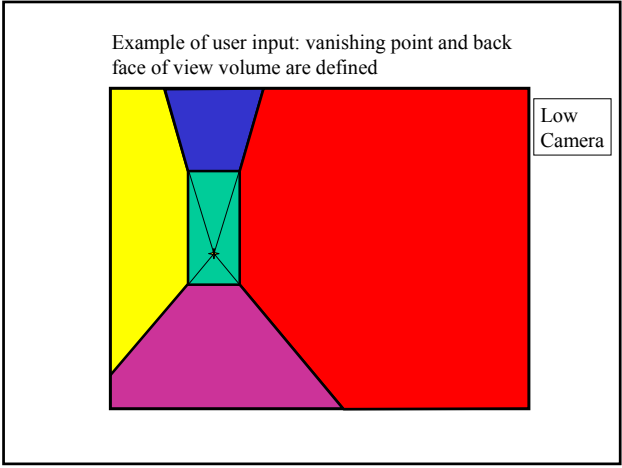 Example of user input: vanishing point and back
face of view volume are defined
Low
Camera